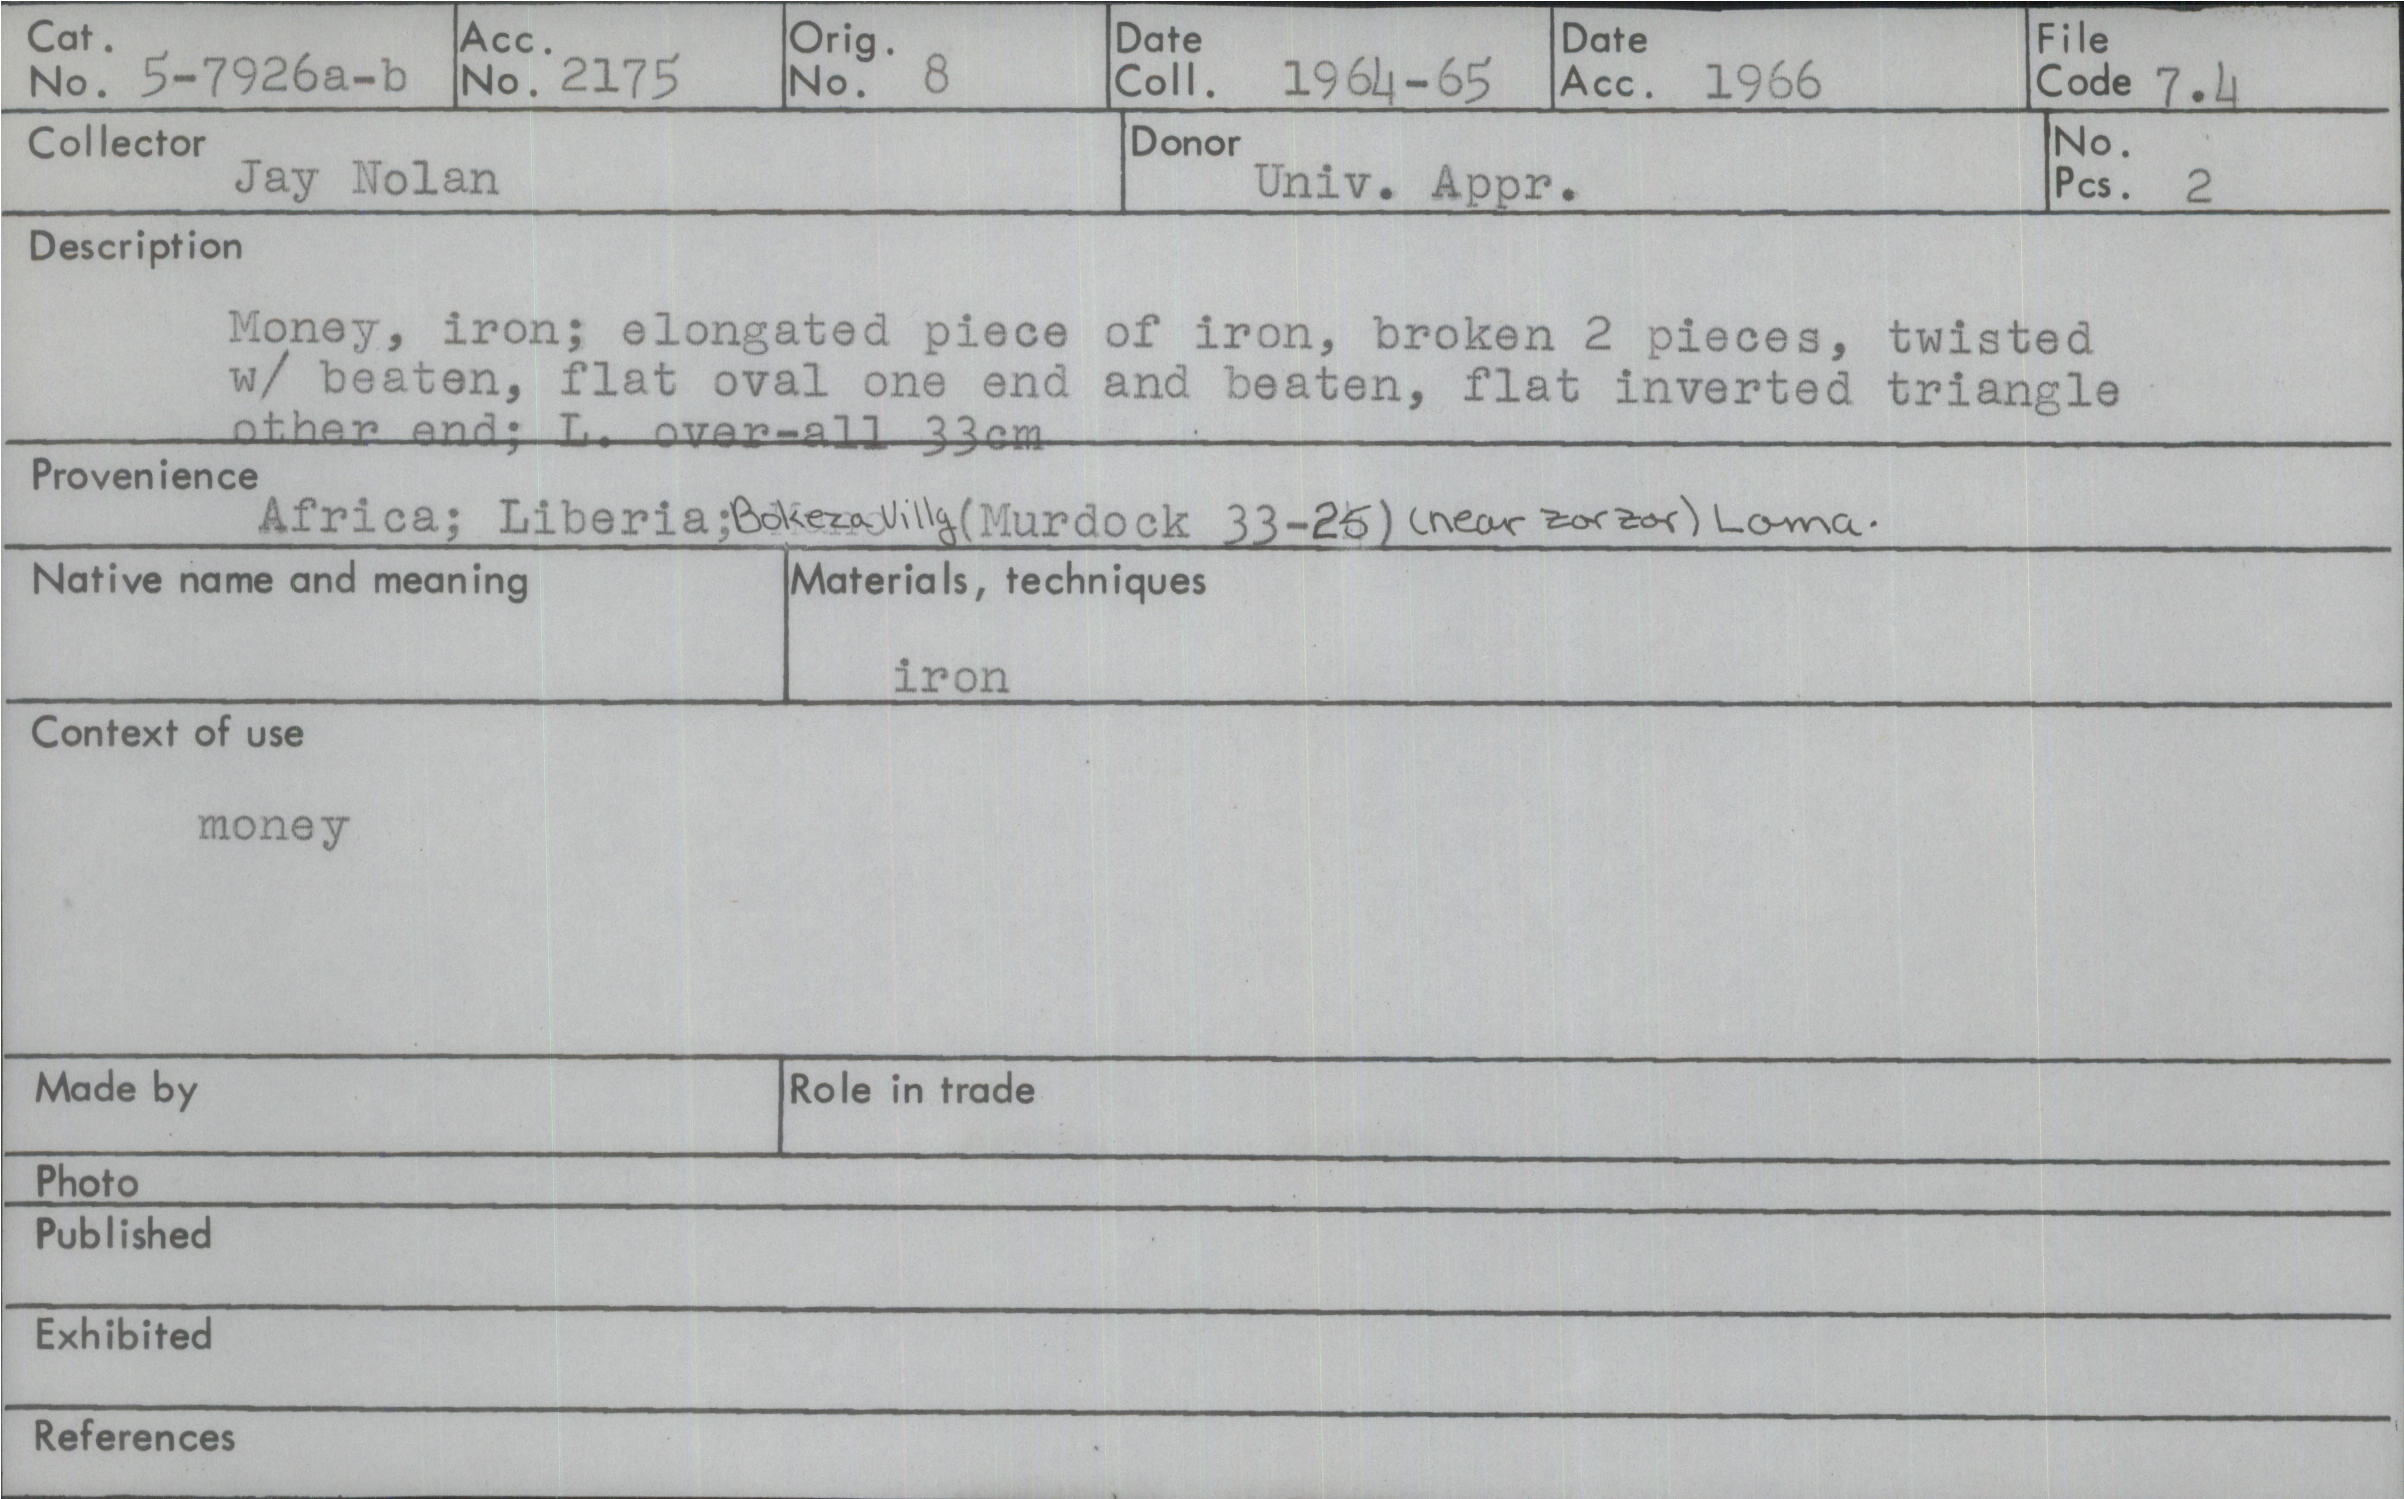 Cat. No. 5-7926a-b
Acc. No. 2175
Orig. No. 8
Date Coll. 1964-65
Date Acc. 1966
File Code 7.4
Collector
Jay Nolan
Donor
Univ. Appr.
No. Pcs. 2
Description
Money, iron; elongated piece of iron, broken 2 pieces, twisted
w/ beaten, flat oval one end and beaten, flat inverted triangle
other end; L. over-all 33cm
Provenience
Africa; Liberia; Bokeza Villg (Murdock 33-25) (near zorzor) Loma.
Native name and meaning
Materials, techniques
iron
Context of use
money
Made by
Role in trade
Photo
Published
Exhibited
References